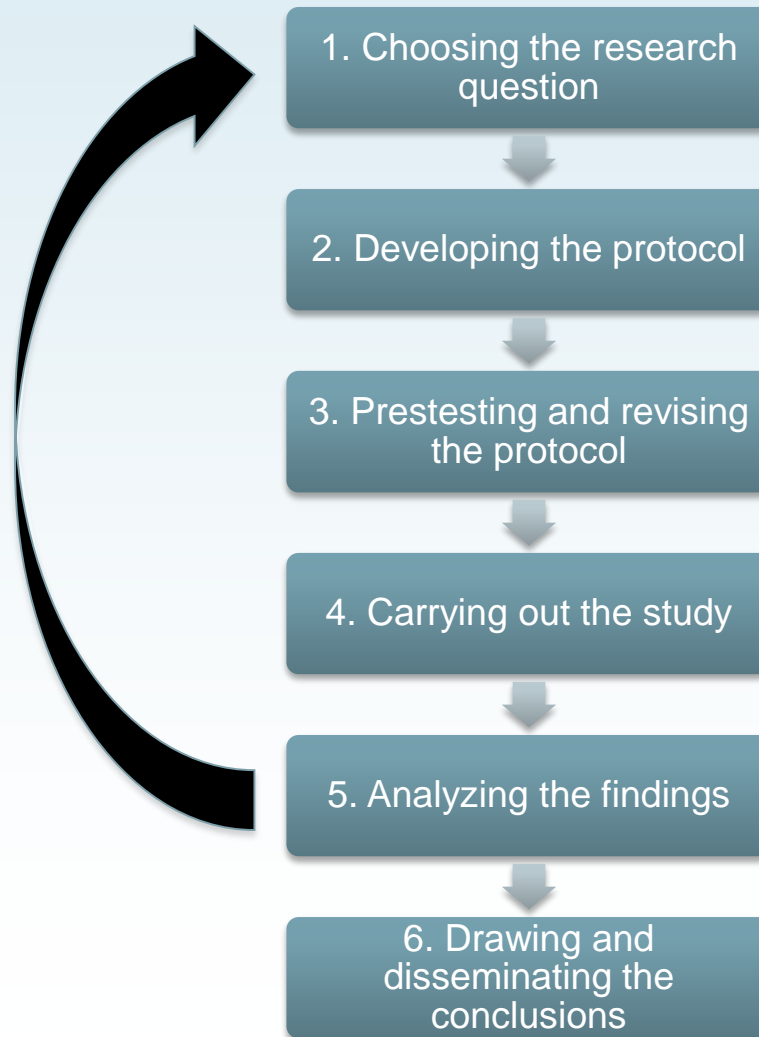 1. Choosing the research
question
2. Developing the protocol
3. Prestesting and revising
the protocol
4. Carrying out the study
5. Analyzing the findings
6. Drawing and
disseminating the
conclusions